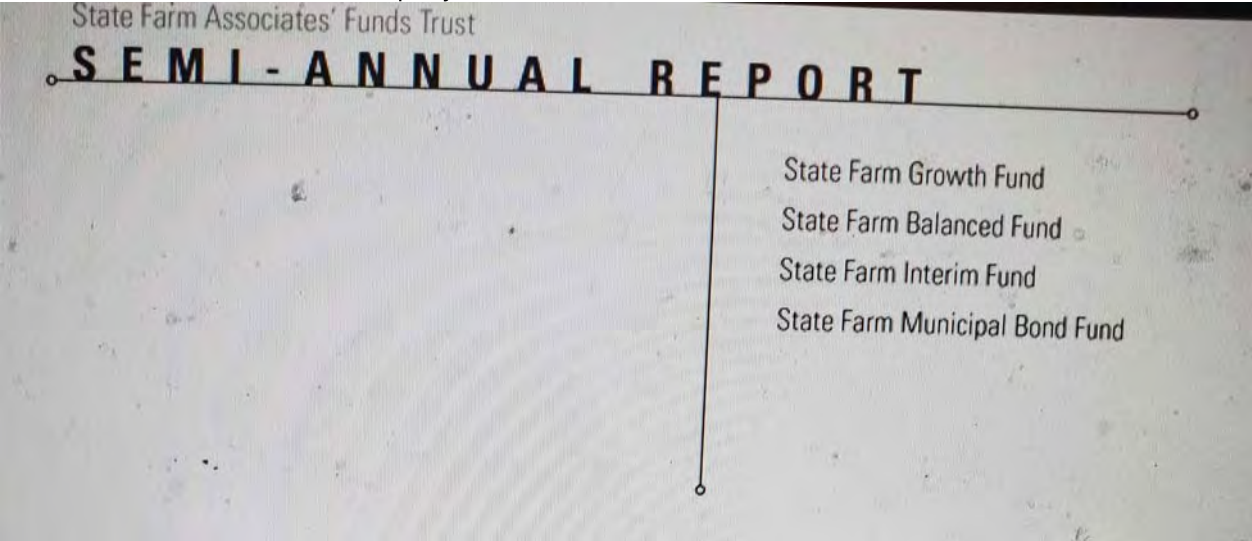 State Farm Associates' Funds Trust
SEMI-ANNUAL REPORT
State Farm Growth Fund
State Farm Balanced Fund
State Farm Interim Fund
State Farm Municipal Bond Fund